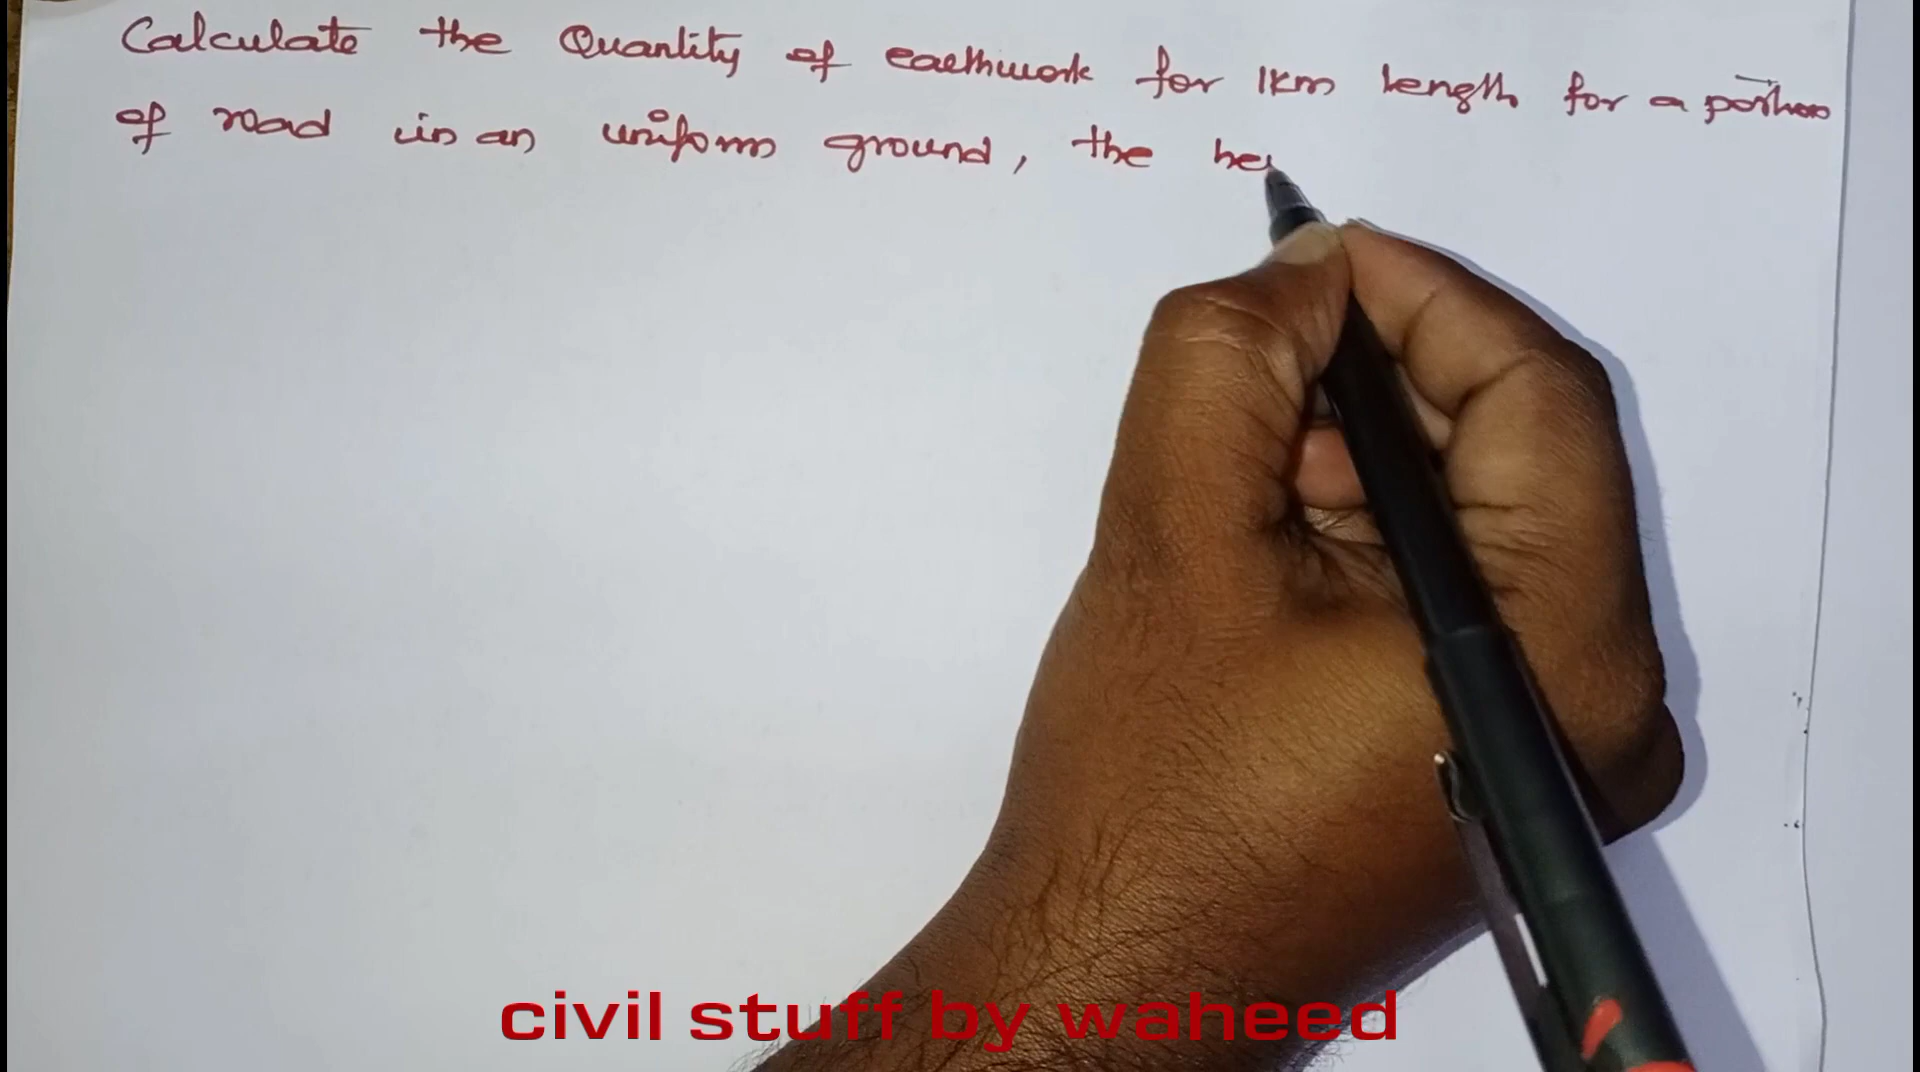 Calculate the Quantity of earthwork for 1km length for a portion
of road in an uniform ground, the hei
civil stuff by waheed